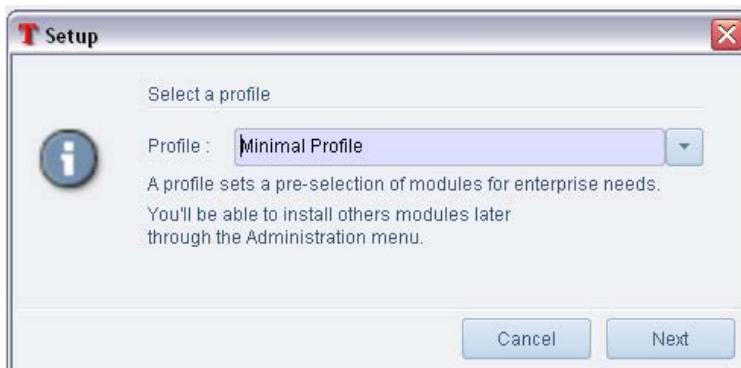 T Setup
Select a profile
Profile : Minimal Profile
A profile sets a pre-selection of modules for enterprise needs.
You'll be able to install others modules later
through the Administration menu.
Cancel Next